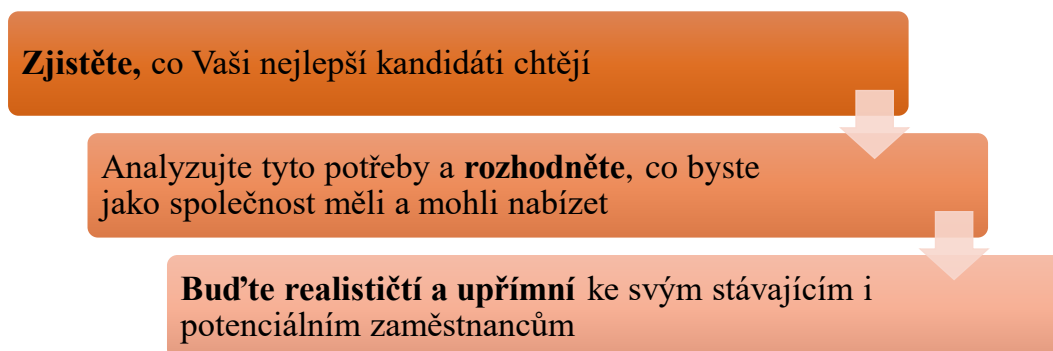 Zjistěte, co Vaši nejlepší kandidáti chtějí
Analyzujte tyto potřeby a rozhodněte, co byste
jako společnost měli a mohli nabízet
Buďte realističtí a upřímní ke svým stávajícím i
potenciálním zaměstnancům